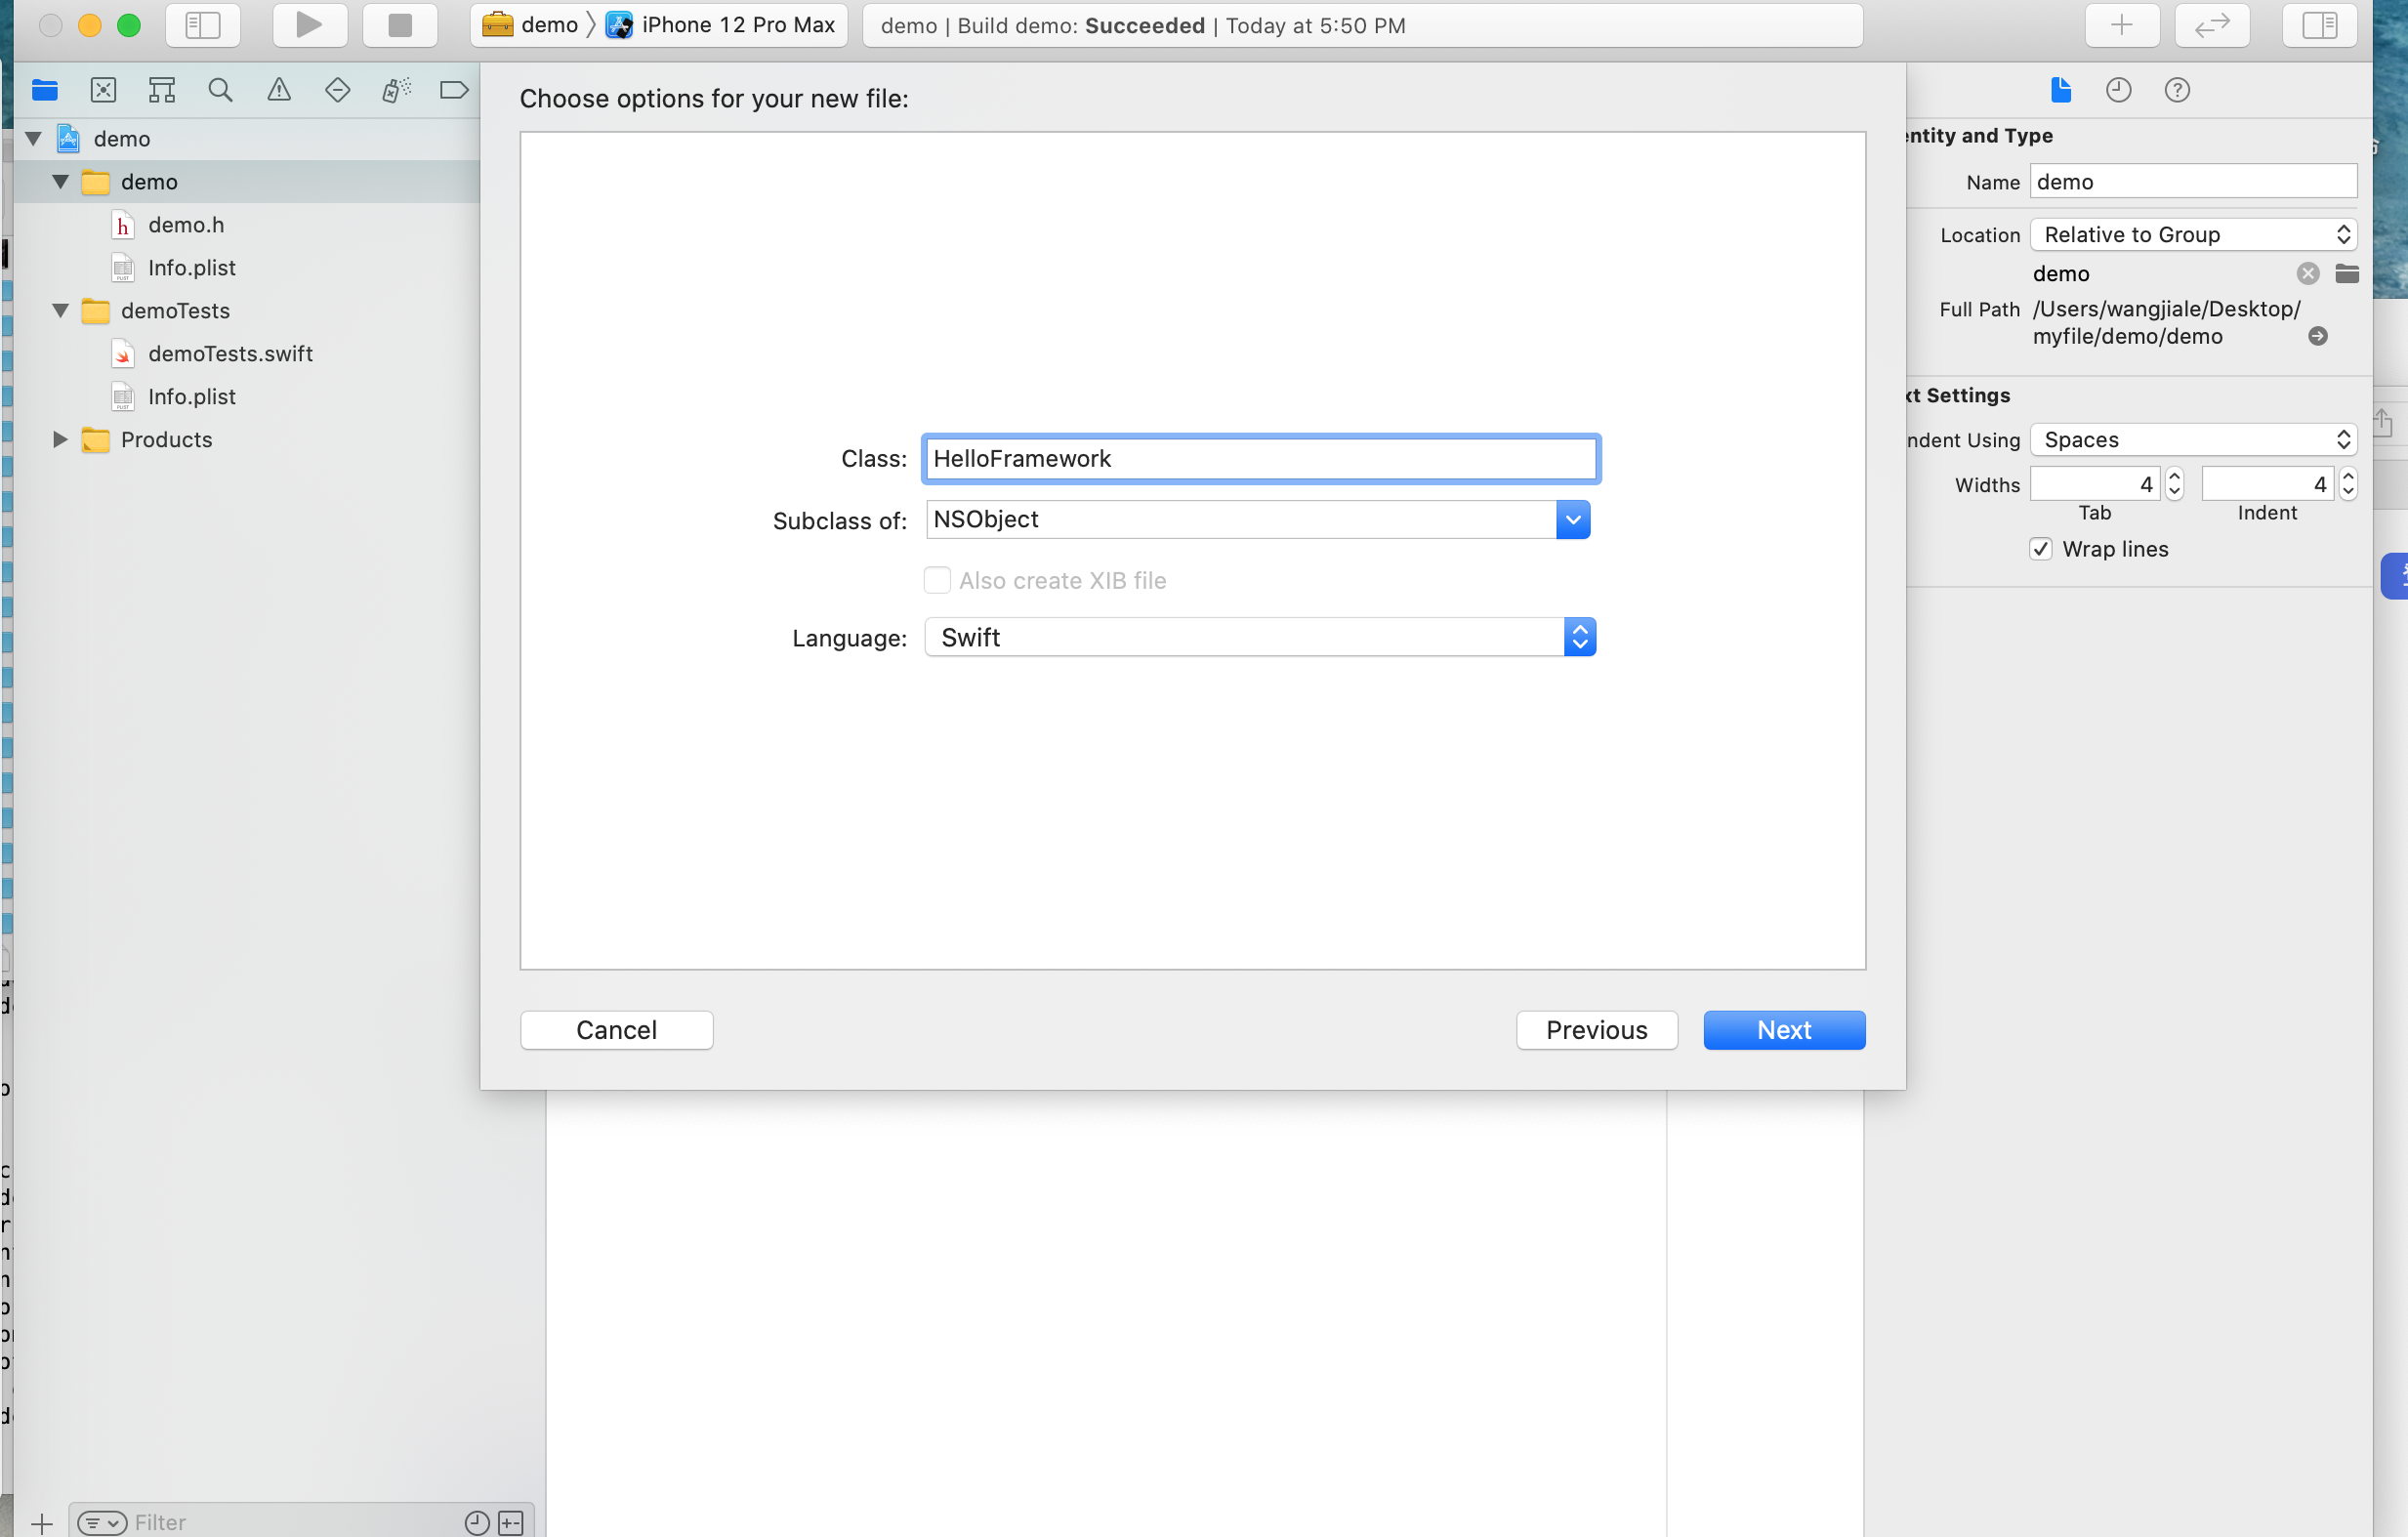 demo 〉 iPhone 12 Pro Max
demo | Build demo: Succeeded | Today at 5:50 PM
demo
demo
h demo.h
PLIST Info.plist
demoTests
demoTests.swift
PLIST Info.plist
Products
Filter
Choose options for your new file:
Class: HelloFramework
Subclass of: NSObject
Also create XIB file
Language: Swift
Cancel
Previous
Next
entity and Type
Name demo
Location Relative to Group
demo
Full Path /Users/wangjiale/Desktop/
myfile/demo/demo
xt Settings
ndent Using Spaces
Widths 4 4
Tab Indent
Wrap lines